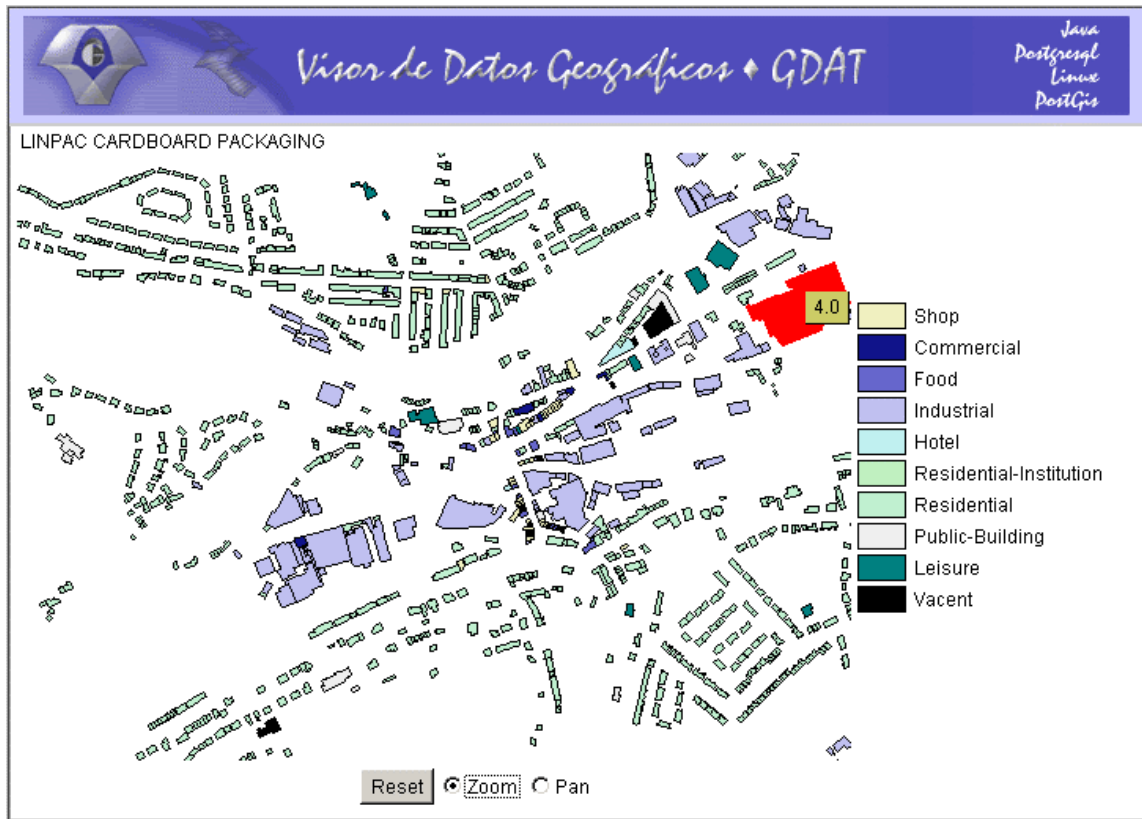 Visor de Datos Geográficos ♦ GDAT
Java
Postgresql
Linux
PostGis
LINPAC CARDBOARD PACKAGING
4.0
Shop
Commercial
Food
Industrial
Hotel
Residential-Institution
Residential
Public-Building
Leisure
Vacent
Reset Zoom Pan